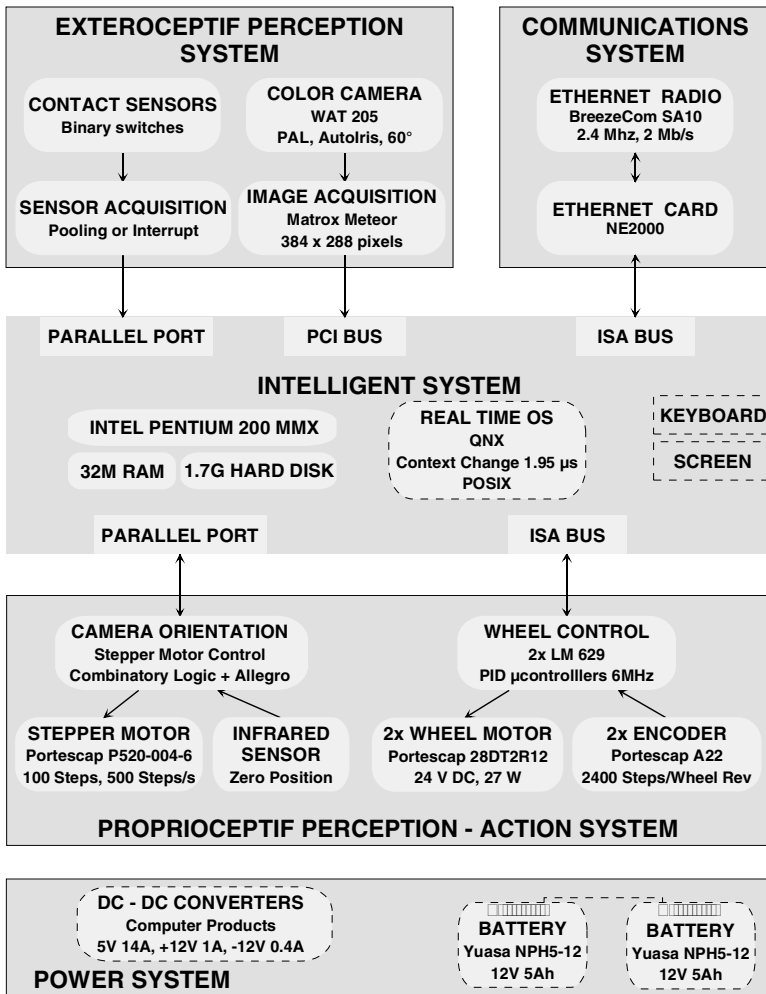 EXTEROCEPTIF PERCEPTION
SYSTEM
CONTACT SENSORS
Binary switches
COLOR CAMERA
WAT 205
PAL, AutoIris, 60°
SENSOR ACQUISITION
Pooling or Interrupt
IMAGE ACQUISITION
Matrox Meteor
384 x 288 pixels
COMMUNICATIONS
SYSTEM
ETHERNET RADIO
BreezeCom SA10
2.4 Mhz, 2 Mb/s
ETHERNET CARD
NE2000
PARALLEL PORT
PCI BUS
ISA BUS
INTELLIGENT SYSTEM
INTEL PENTIUM 200 MMX
32M RAM
1.7G HARD DISK
REAL TIME OS
QNX
Context Change 1.95 µs
POSIX
KEYBOARD
SCREEN
PARALLEL PORT
ISA BUS
CAMERA ORIENTATION
Stepper Motor Control
Combinatory Logic + Allegro
WHEEL CONTROL
2x LM 629
PID µcontrolllers 6MHz
STEPPER MOTOR
Portescap P520-004-6
100 Steps, 500 Steps/s
INFRARED
SENSOR
Zero Position
2x WHEEL MOTOR
Portescap 28DT2R12
24 V DC, 27 W
2x ENCODER
Portescap A22
2400 Steps/Wheel Rev
PROPRIOCEPTIF PERCEPTION - ACTION SYSTEM
DC - DC CONVERTERS
Computer Products
5V 14A, +12V 1A, -12V 0.4A
BATTERY
Yuasa NPH5-12
12V 5Ah
BATTERY
Yuasa NPH5-12
12V 5Ah
POWER SYSTEM